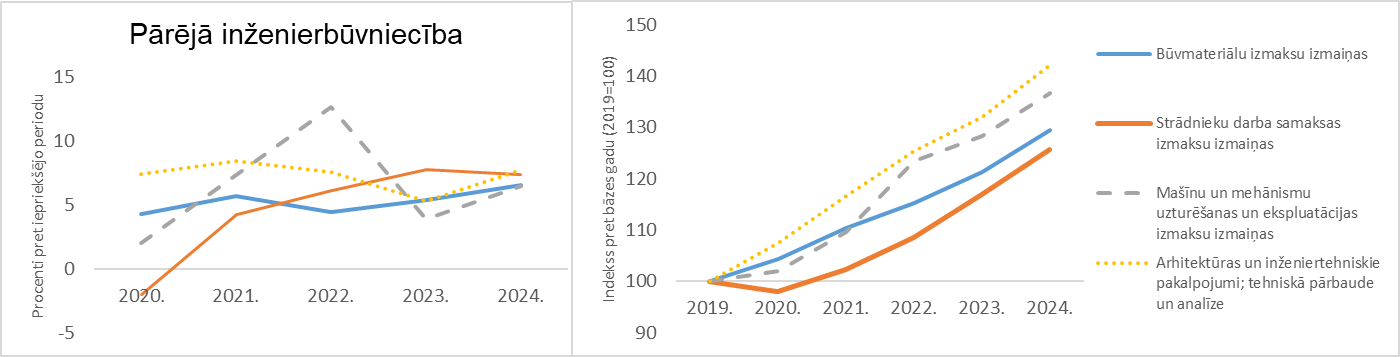 Pārējā inženierbūvniecība
Procenti pret iepriekšējo periodu
15
10
5
0
-5
2020.
2021.
2022.
2023.
2024.
Indekss pret bāzes gadu (2019=100)
150
140
130
120
110
100
90
2019.
2020.
2021.
2022.
2023.
2024.
Būvmateriālu izmaksu izmaiņas
Strādnieku darba samaksas
izmaksu izmaiņas
Mašīnu un mehānismu
uzturēšanas un ekspluatācijas
izmaksu izmaiņas
Arhitektūras un inženiertehniskie
pakalpojumi; tehniskā pārbaude
un analīze